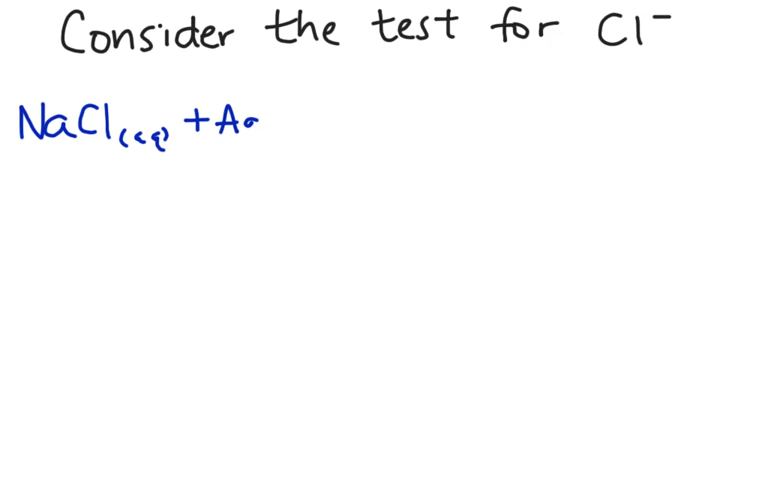 Consider the test for Cl⁻
NaCl(aq) + A